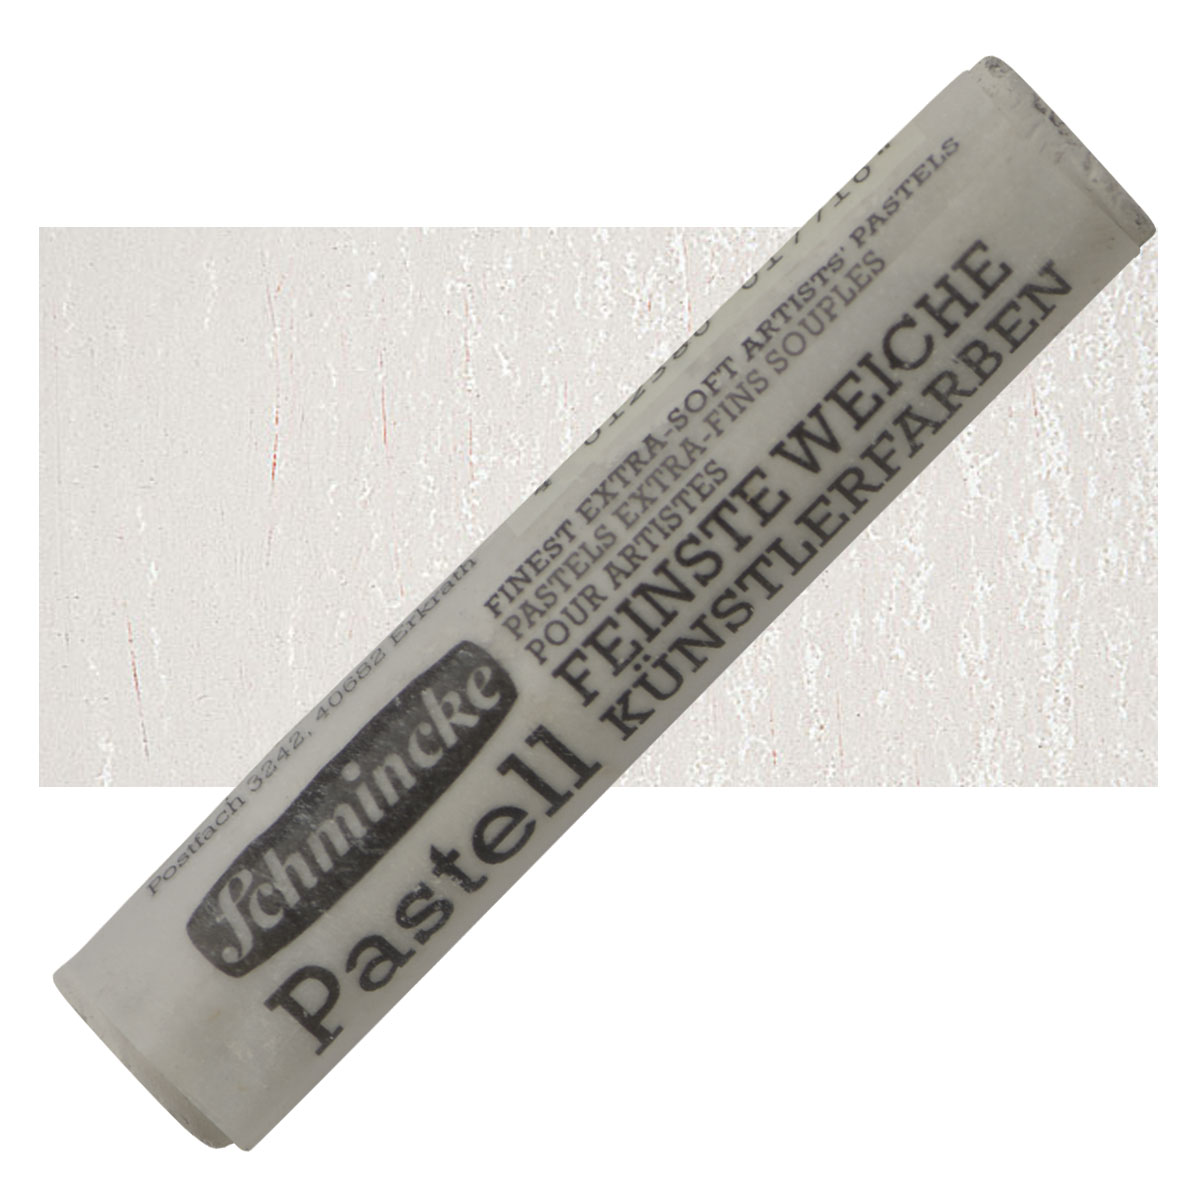 Postfach 3242, 40682 Erkrath
Schmincke
Pastell
FINEST EXTRA-SOFT ARTISTS' PASTELS
PASTELS EXTRA-FINS SOUPLES
POUR ARTISTES
FEINSTE WEICHE
KÜNSTLERFARBEN